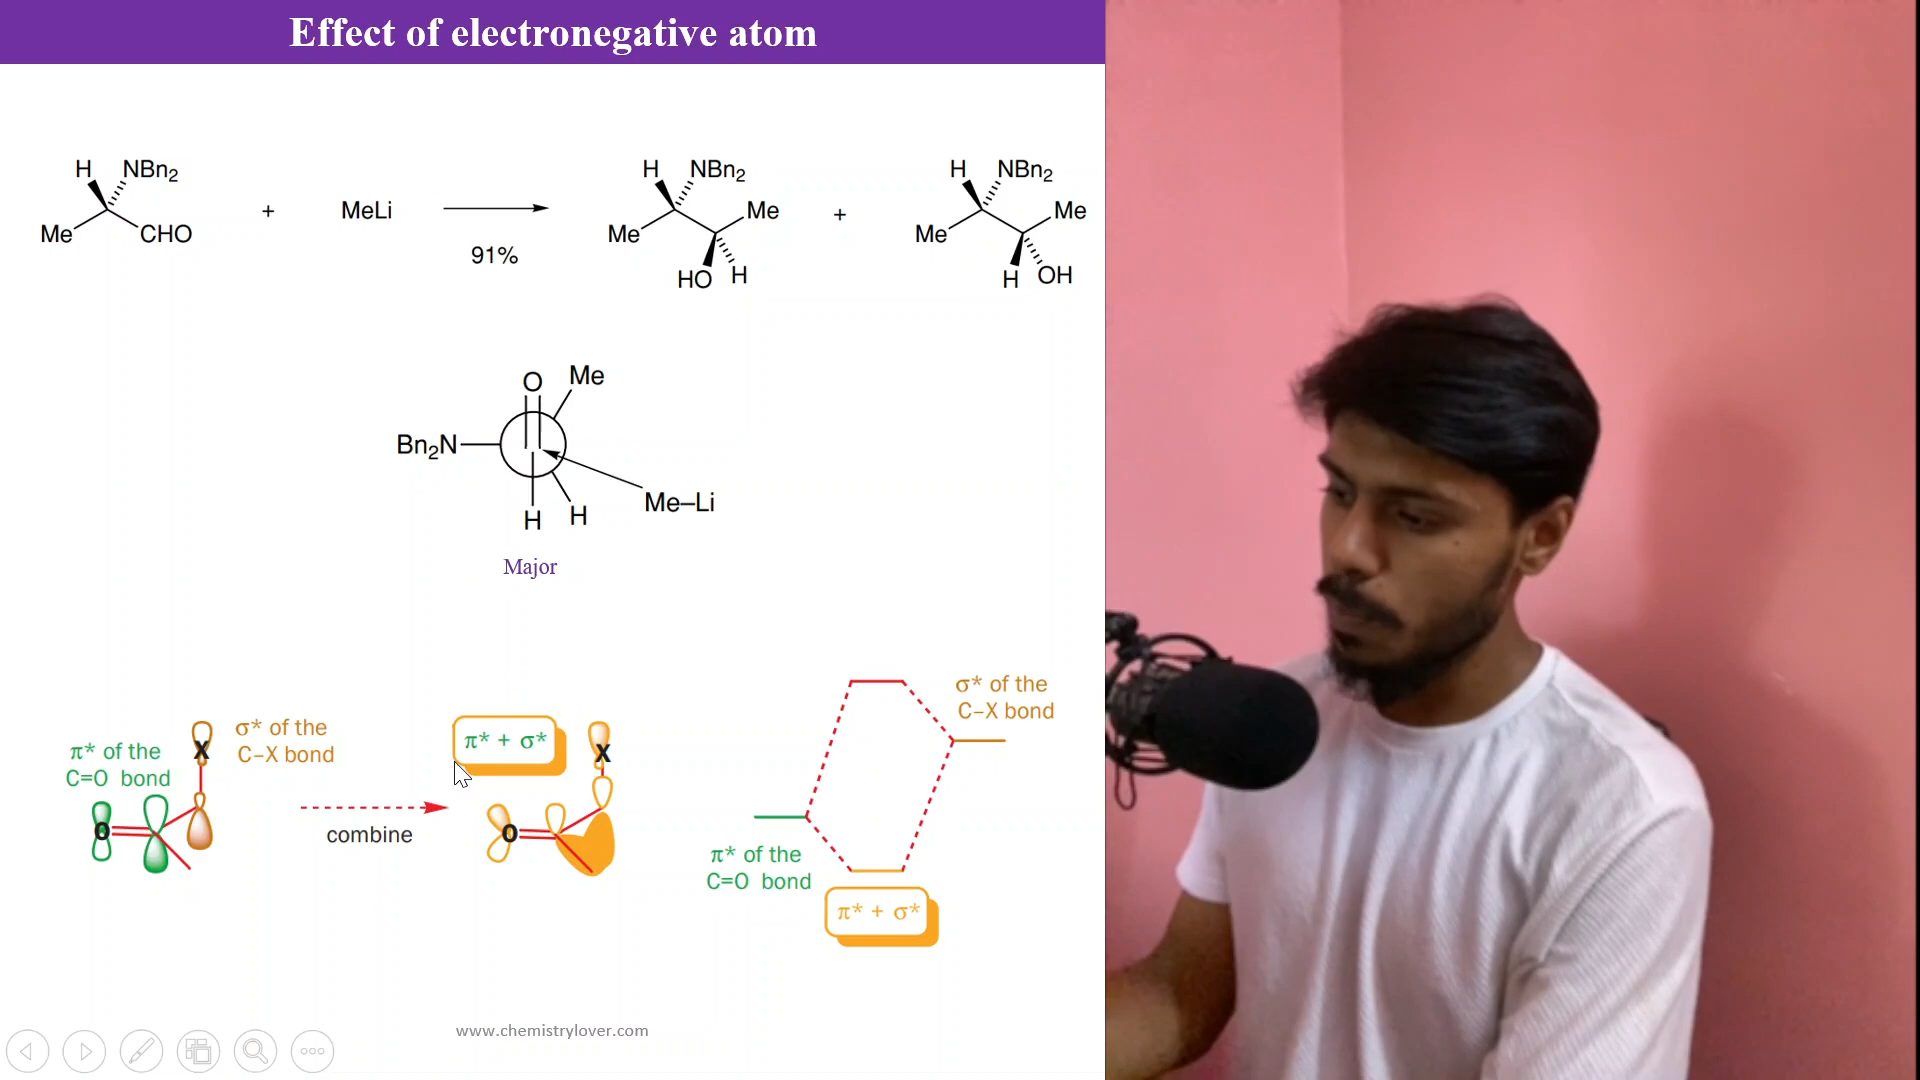 Effect of electronegative atom
H NBn2 H NBn2 H NBn2
Me CHO + MeLi Me Me + Me Me
91%
HO H H OH
O Me
Bn2N
Me–Li
H H
Major
σ* of the
C–X bond
π* of the
C=O bond
X
σ* of the
C–X bond
O
combine
π* + σ*
X
O
π* of the
C=O bond
π* + σ*
www.chemistrylover.com